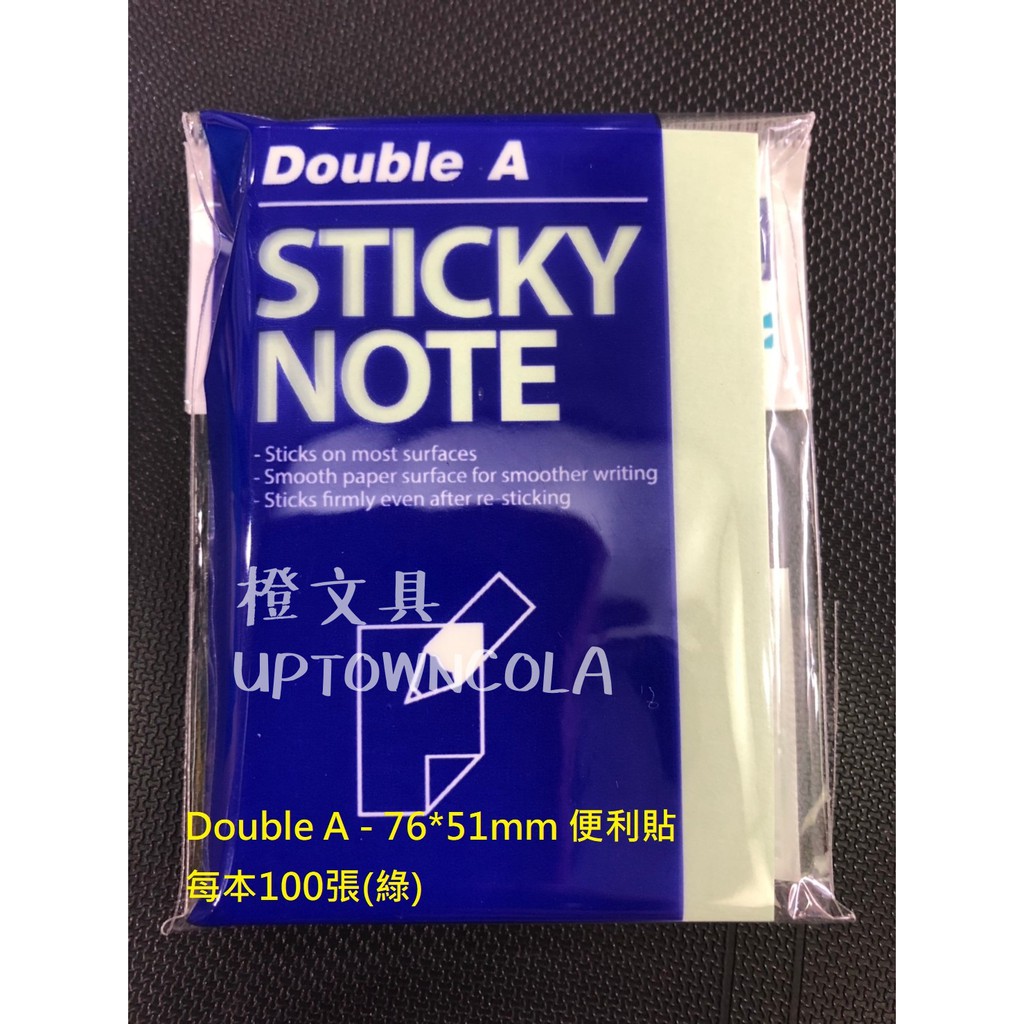 Double A
STICKY
NOTE
- Sticks on most surfaces
- Smooth paper surface for smoother writing
- Sticks firmly even after re-sticking
橙文具
UPTOWNCOLA
Double A - 76*51mm 便利貼
每本100張(綠)